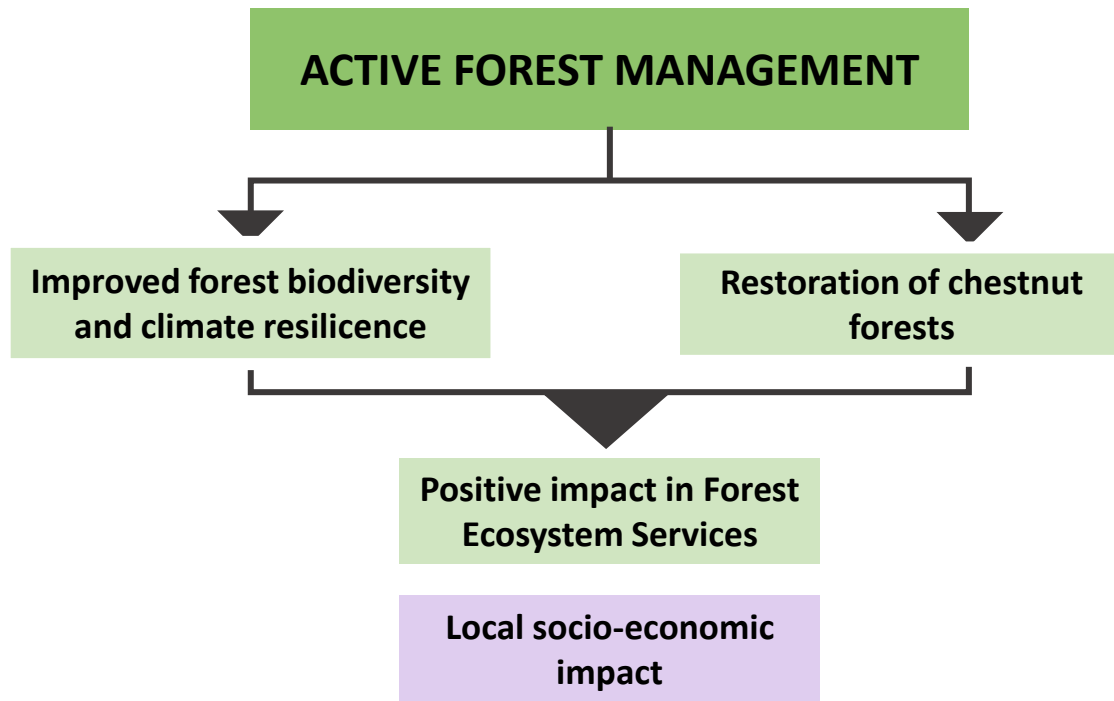 ACTIVE FOREST MANAGEMENT
Improved forest biodiversity
and climate resilicence
Restoration of chestnut
forests
Positive impact in Forest
Ecosystem Services
Local socio-economic
impact